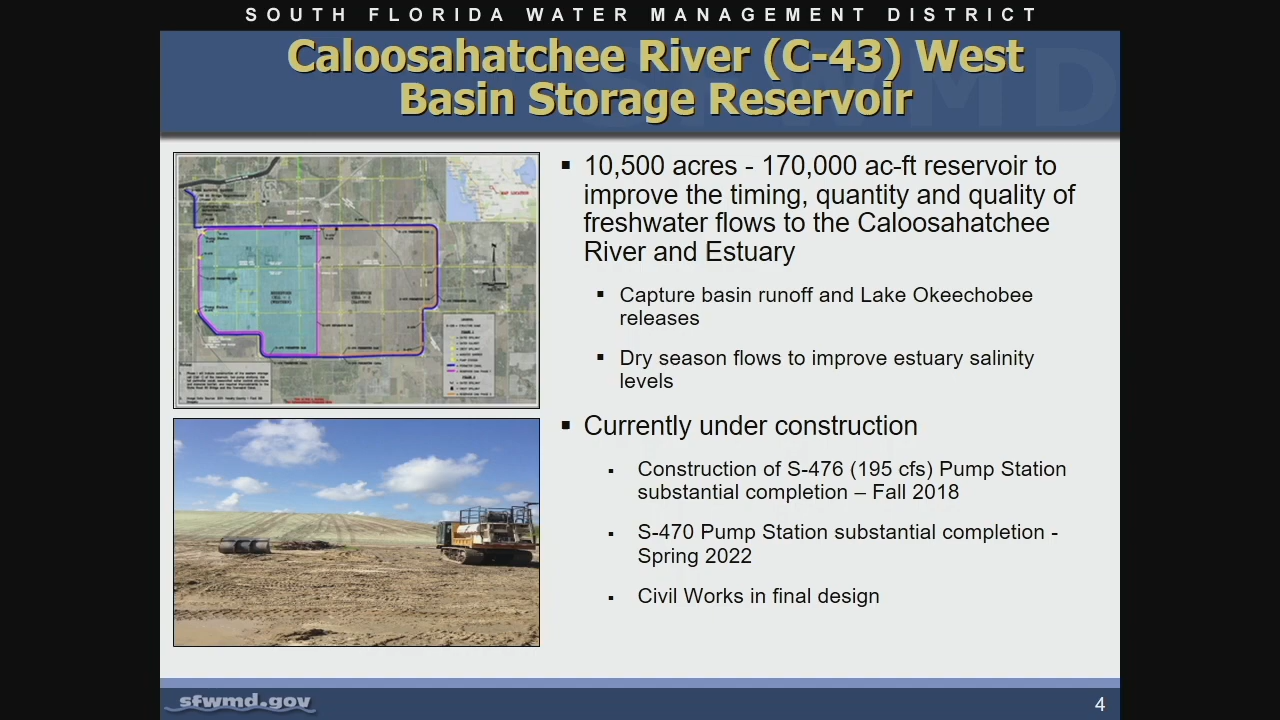 SOUTH FLORIDA WATER MANAGEMENT DISTRICT
Caloosahatchee River (C-43) West
Basin Storage Reservoir
▪ 10,500 acres - 170,000 ac-ft reservoir to
improve the timing, quantity and quality of
freshwater flows to the Caloosahatchee
River and Estuary
▪ Capture basin runoff and Lake Okeechobee
releases
▪ Dry season flows to improve estuary salinity
levels
▪ Currently under construction
▪ Construction of S-476 (195 cfs) Pump Station
substantial completion – Fall 2018
▪ S-470 Pump Station substantial completion -
Spring 2022
▪ Civil Works in final design
sfwmd.gov
4